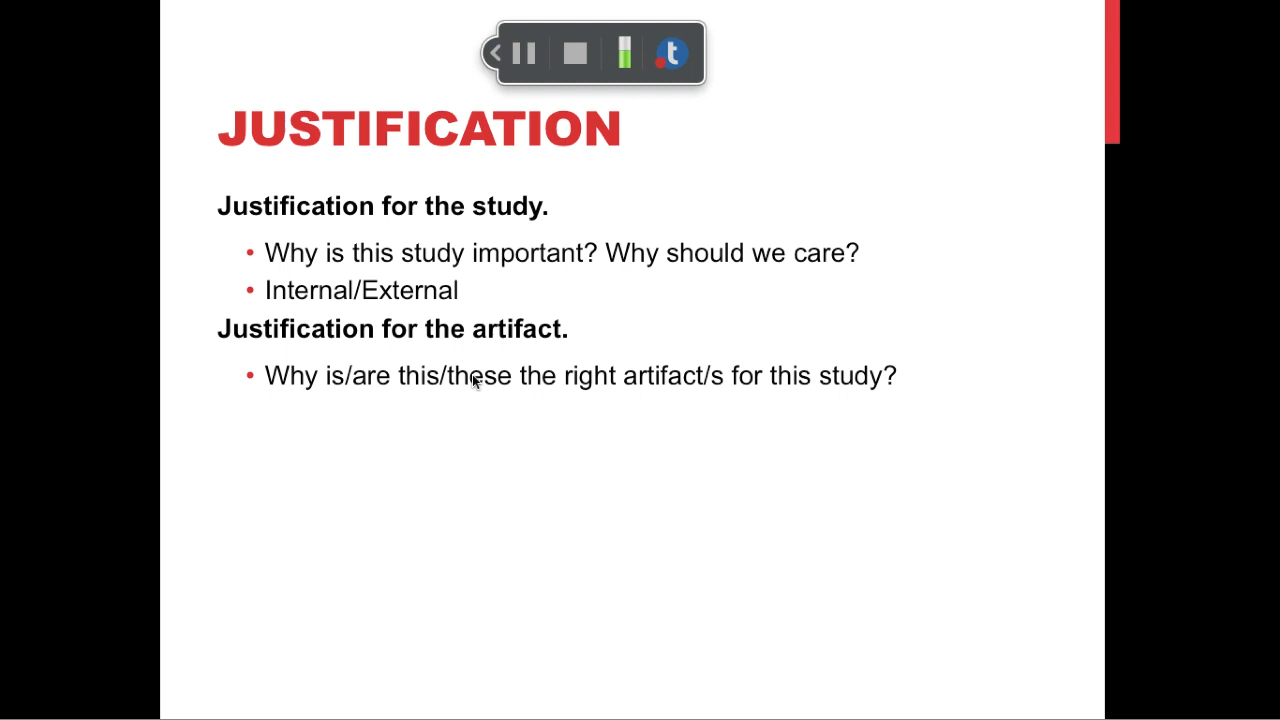 t
JUSTIFICATION
Justification for the study.
• Why is this study important? Why should we care?
• Internal/External
Justification for the artifact.
• Why is/are this/these the right artifact/s for this study?